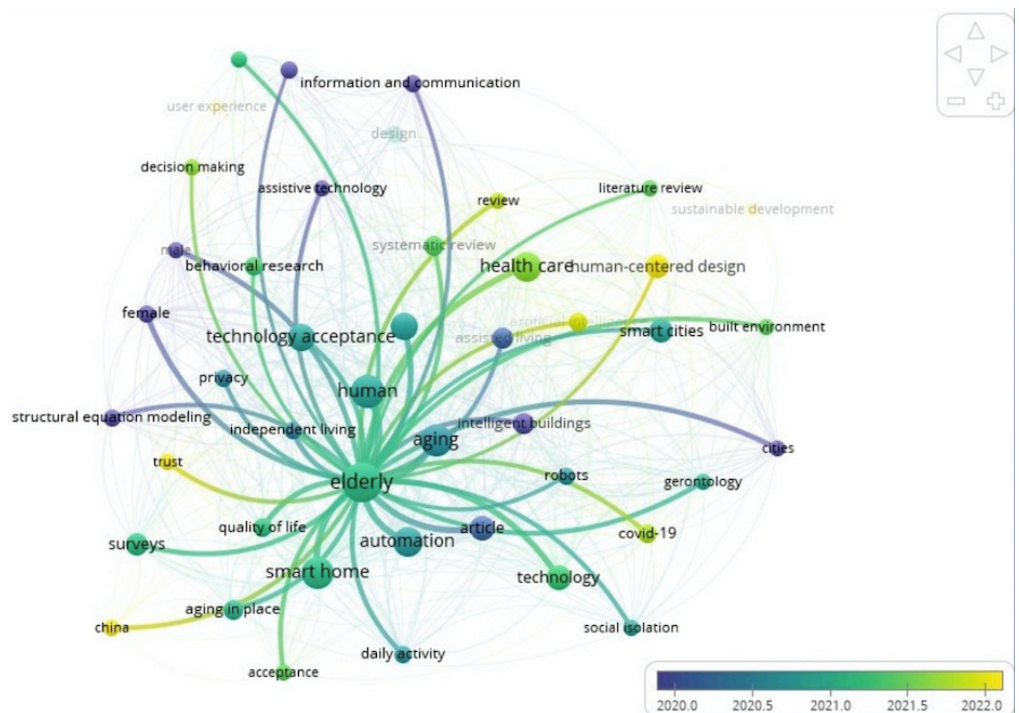 information and communication
user experience
design
decision making
assistive technology
literature review
review
sustainable development
male
systematic review
behavioral research
health care
human-centered design
female
artificial intelligence
technology acceptance
assisted living
smart cities
built environment
privacy
human
structural equation modeling
independent living
aging
intelligent buildings
cities
trust
elderly
robots
gerontology
quality of life
article
covid-19
surveys
automation
smart home
technology
aging in place
china
social isolation
daily activity
acceptance
2020.0 2020.5 2021.0 2021.5 2022.0